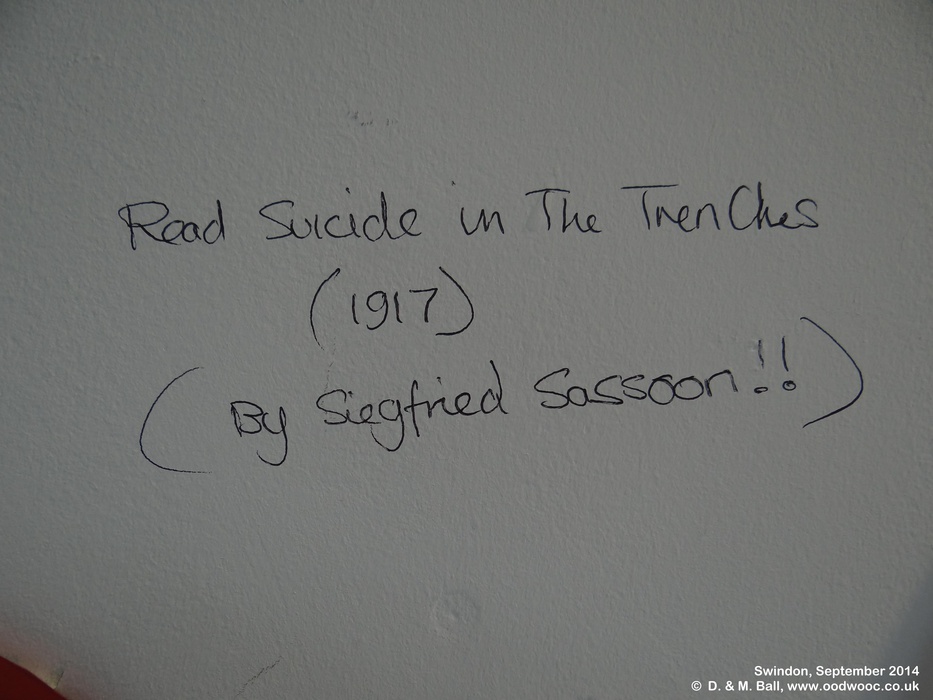 Read Suicide in The TrenChes
(1917)
(By Siegfried Sassoon!!)
Swindon, September 2014
© D. & M. Ball, www.oodwooc.co.uk